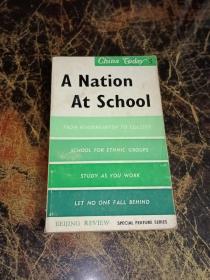 China Today 5
A Nation
At School
FROM KINDERGARTEN TO COLLEGE
SCHOOL FOR ETHNIC GROUPS
STUDY AS YOU WORK
LET NO ONE FALL BEHIND
BEIJING REVIEW SPECIAL FEATURE SERIES